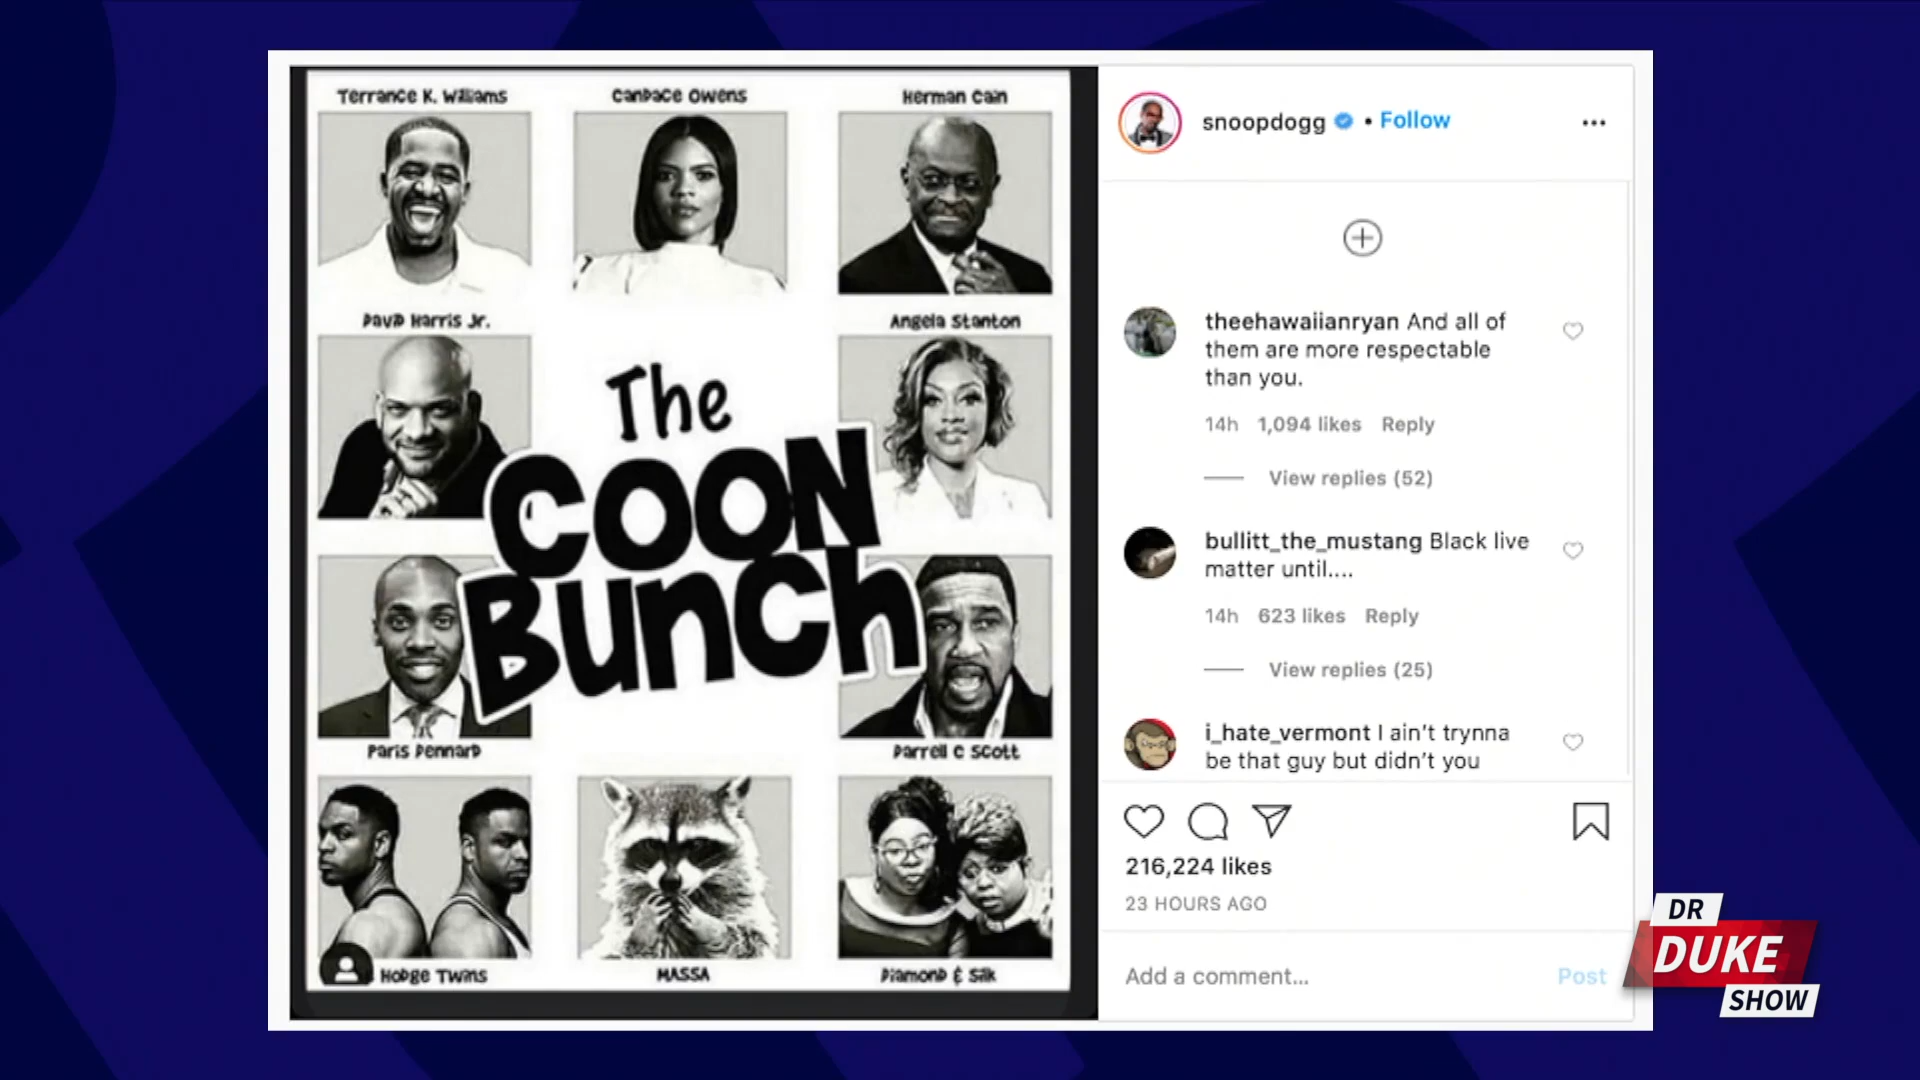 Terrance K. Williams
Candace Owens
Herman Cain
David Harris Jr.
Angela Stanton
The
COON
Bunch
Paris Dennard
Darrell C Scott
Hodge Twins
MASSA
Diamond & Silk
snoopdogg • Follow
theehawaiianryan And all of
them are more respectable
than you.
14h 1,094 likes Reply
View replies (52)
bullitt_the_mustang Black live
matter until....
14h 623 likes Reply
View replies (25)
i_hate_vermont I ain't trynna
be that guy but didn't you
216,224 likes
23 HOURS AGO
Add a comment... Post
DR
DUKE
SHOW